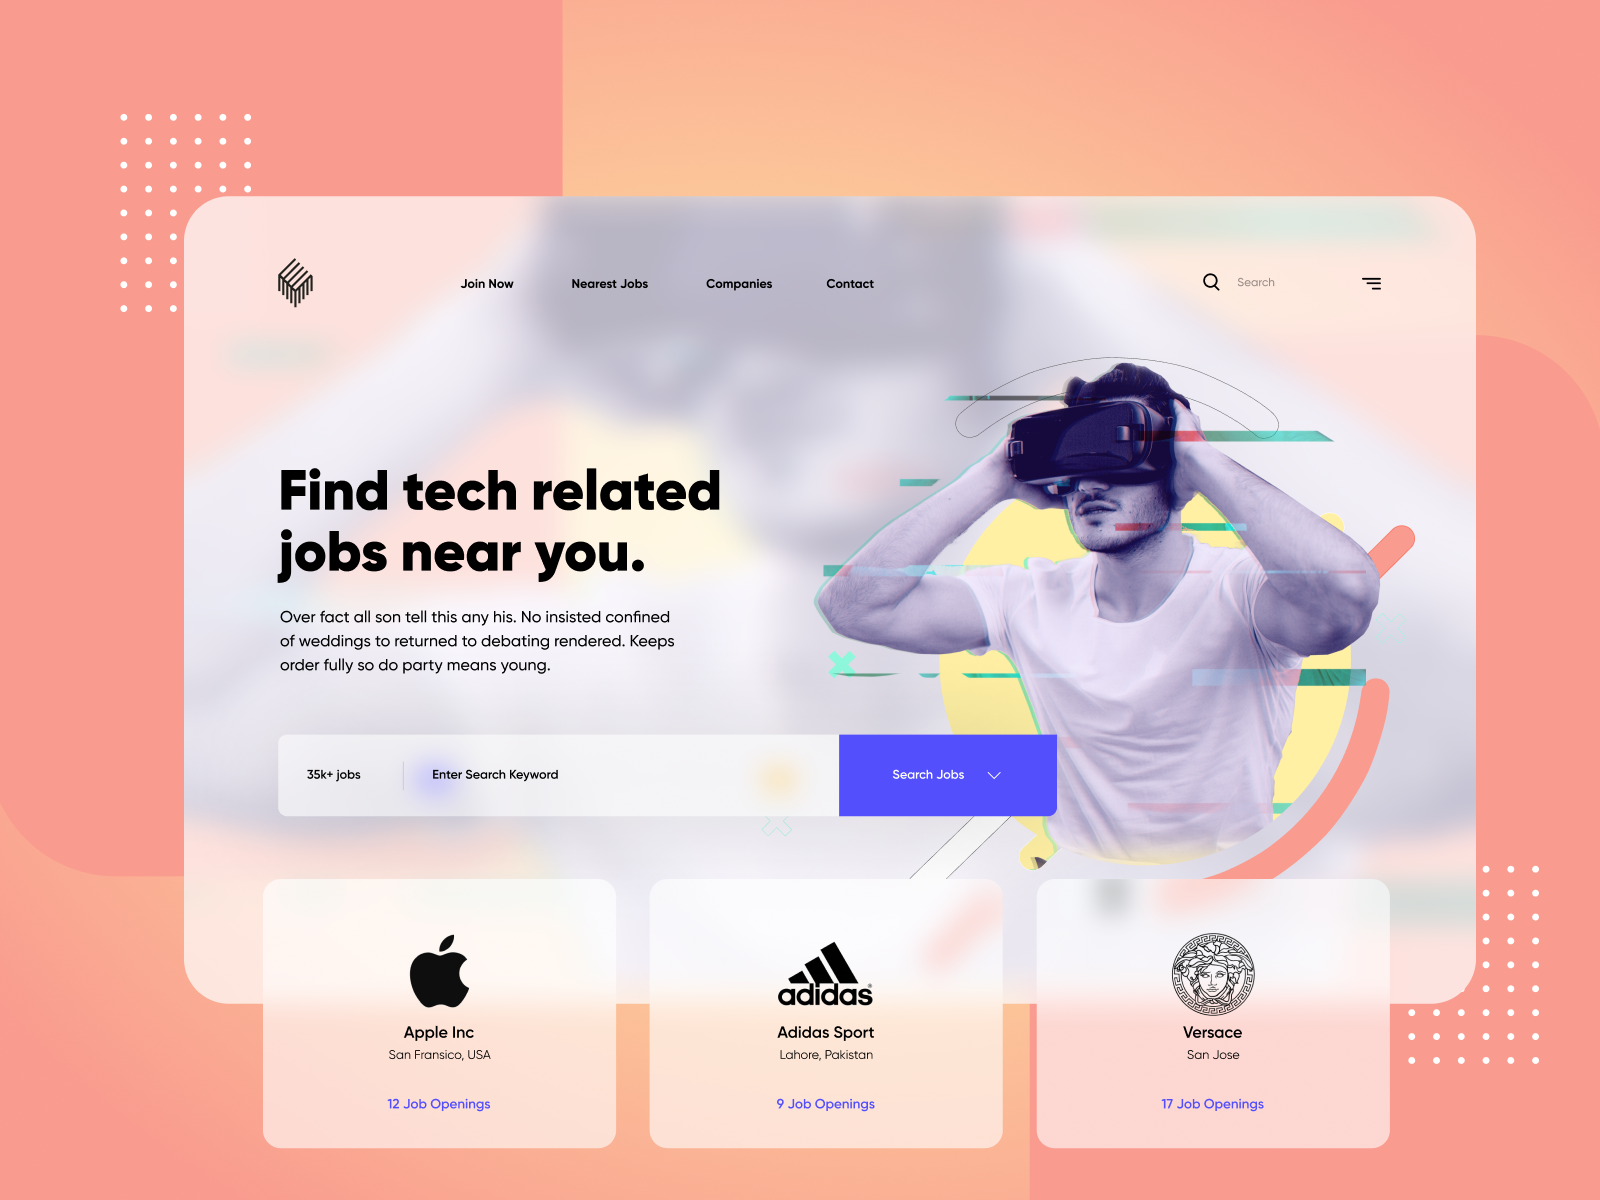 Join Now
Nearest Jobs
Companies
Contact
Search
Find tech related
jobs near you.
Over fact all son tell this any his. No insisted confined
of weddings to returned to debating rendered. Keeps
order fully so do party means young.
35k+ jobs
Enter Search Keyword
Search Jobs
Apple Inc
San Fransico, USA
12 Job Openings
adidas
Adidas Sport
Lahore, Pakistan
9 Job Openings
Versace
San Jose
17 Job Openings